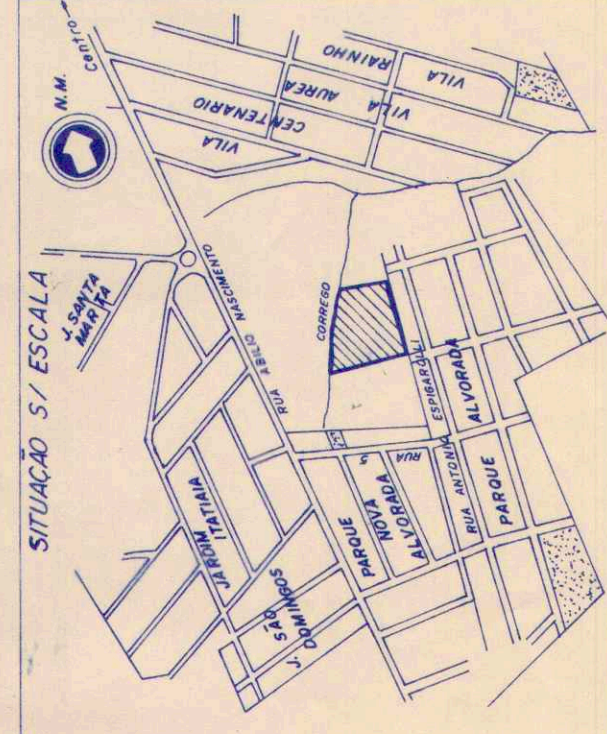 SITUAÇÃO S/ ESCALA
N.M.
Centro
J. SANTA
MARTA
VILA
CENTENARIO
VILA
AUREA
VILA
RAINHO
RUA ABILIO NASCIMENTO
CORREGO
JARDIM
ITATIAIA
J. SÃO
DOMINGOS
PARQUE
NOVA
ALVORADA
RUA
RUA ANTONIO
ESPIGAROLI
PARQUE
ALVORADA